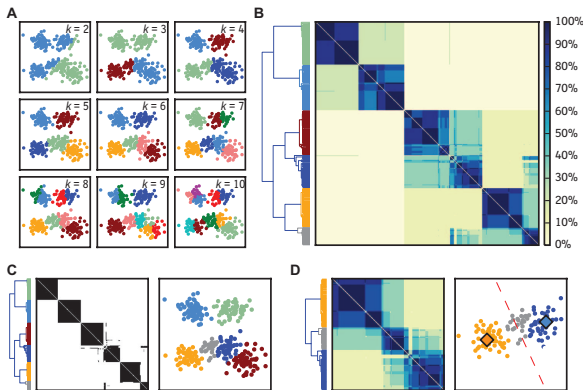 A
k = 2
k = 3
k = 4
k = 5
k = 6
k = 7
k = 8
k = 9
k = 10
B
100%
90%
80%
70%
60%
50%
40%
30%
20%
10%
0%
C
D